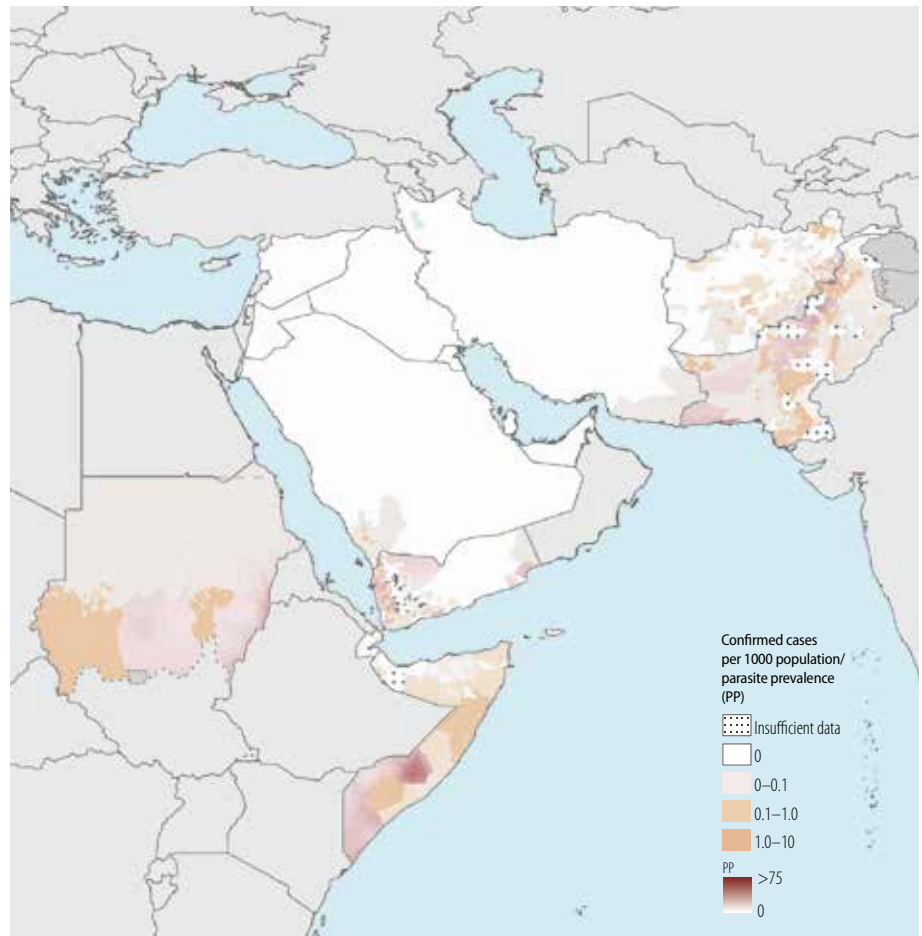 Confirmed cases
per 1000 population/
parasite prevalence
(PP)
Insufficient data
0
0–0.1
0.1–1.0
1.0–10
PP
>75
0